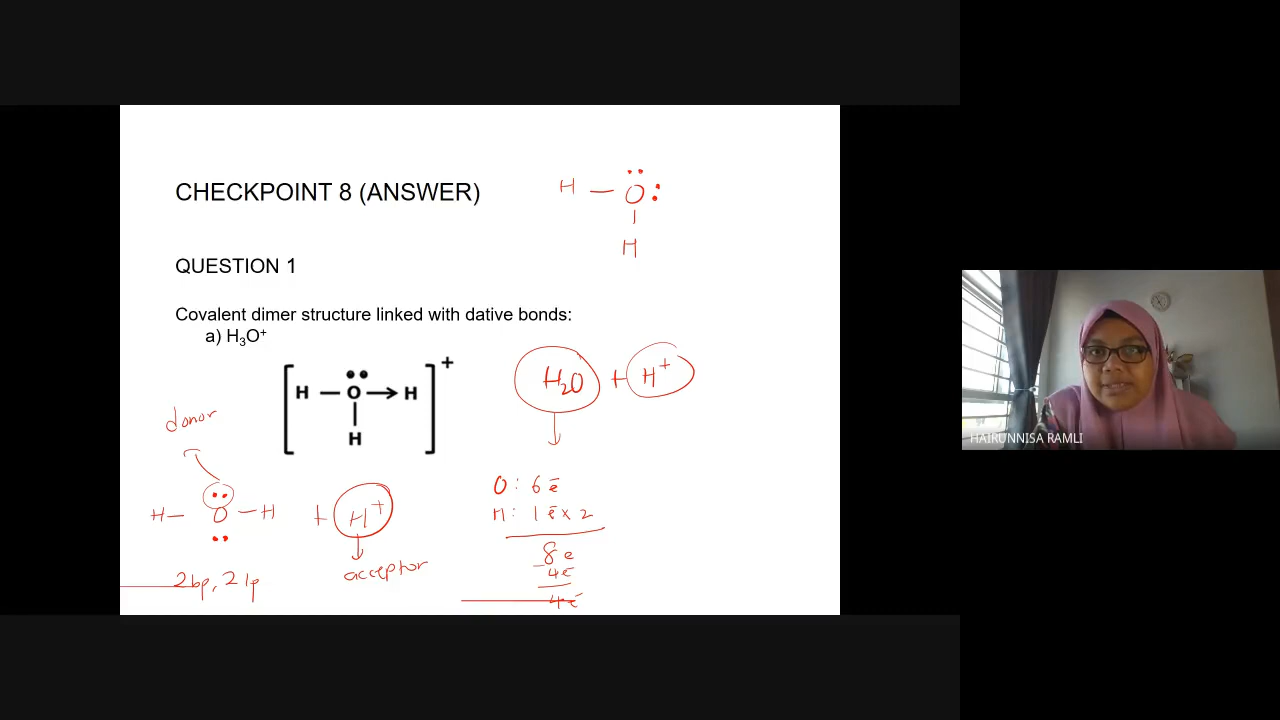 CHECKPOINT 8 (ANSWER)
H — O
H
QUESTION 1
Covalent dimer structure linked with dative bonds:
a) H₃O⁺
[H — O → H]⁺
H
H₂O + H⁺
donor
H — O — H + H⁺
acceptor
2bp, 2lp
O : 6e⁻
H : 1e⁻ x 2
8e
- 4e⁻
4e⁻
HAIRUNNISA RAMLI